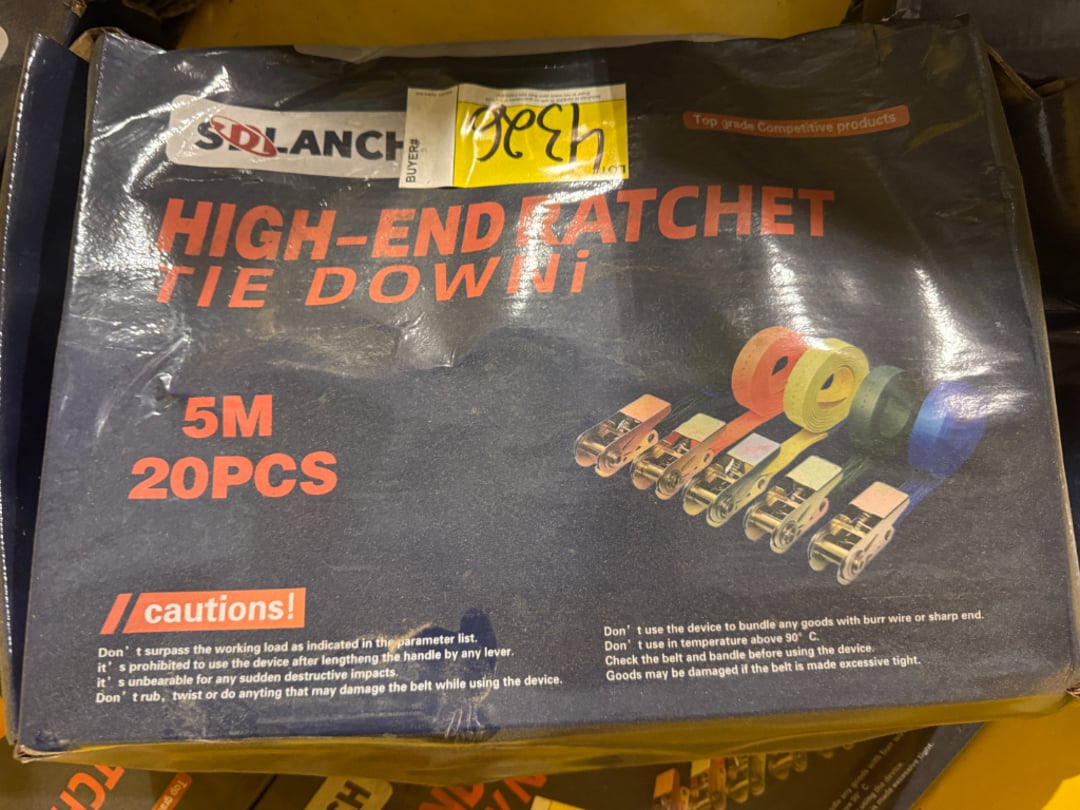 SDLANCH
BUYER#
4326
LOT#
Top grade Competitive products
HIGH-END RATCHET
TIE DOWNi
5M
20PCS
cautions!
Don't surpass the working load as indicated in the parameter list.
it's prohibited to use the device after lengtheng the handle by any lever.
it's unbearable for any sudden destructive impacts.
Don't rub, twist or do anyting that may damage the belt while using the device.
Don't use the device to bundle any goods with burr wire or sharp end.
Don't use in temperature above 90° C.
Check the belt and bandle before using the device.
Goods may be damaged if the belt is made excessive tight.